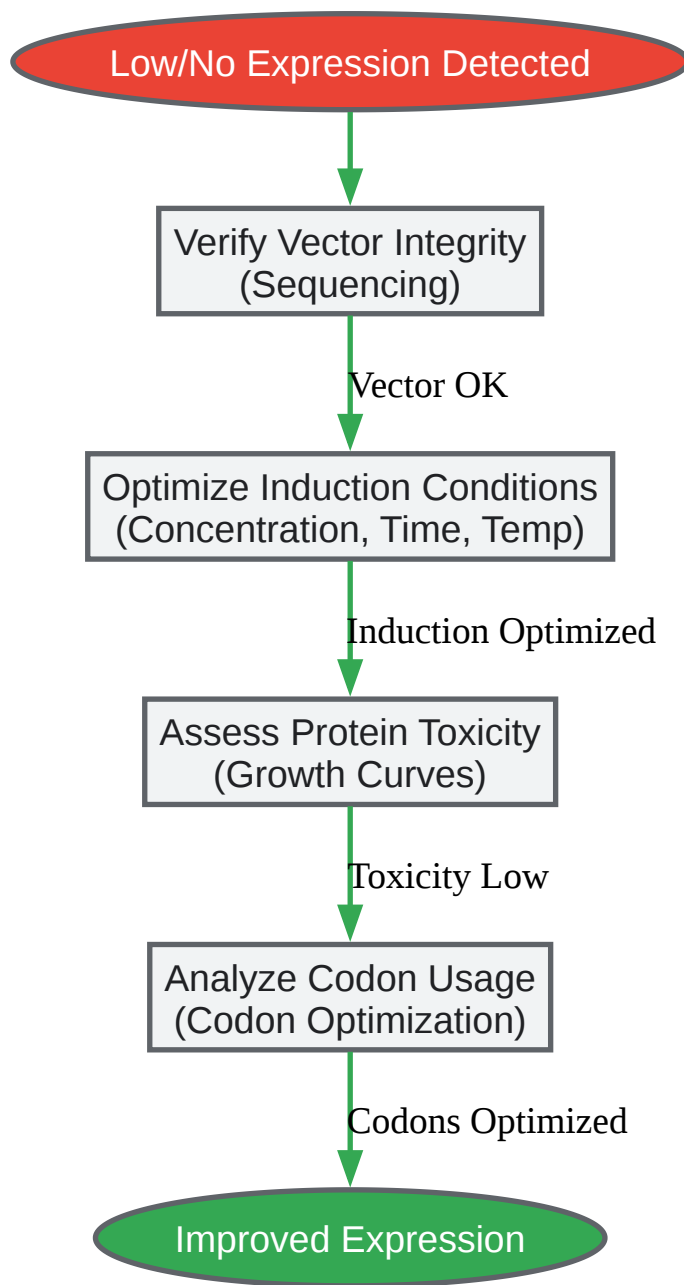 Low/No Expression Detected
Verify Vector Integrity
(Sequencing)
Vector OK
Optimize Induction Conditions
(Concentration, Time, Temp)
Induction Optimized
Assess Protein Toxicity
(Growth Curves)
Toxicity Low
Analyze Codon Usage
(Codon Optimization)
Codons Optimized
Improved Expression